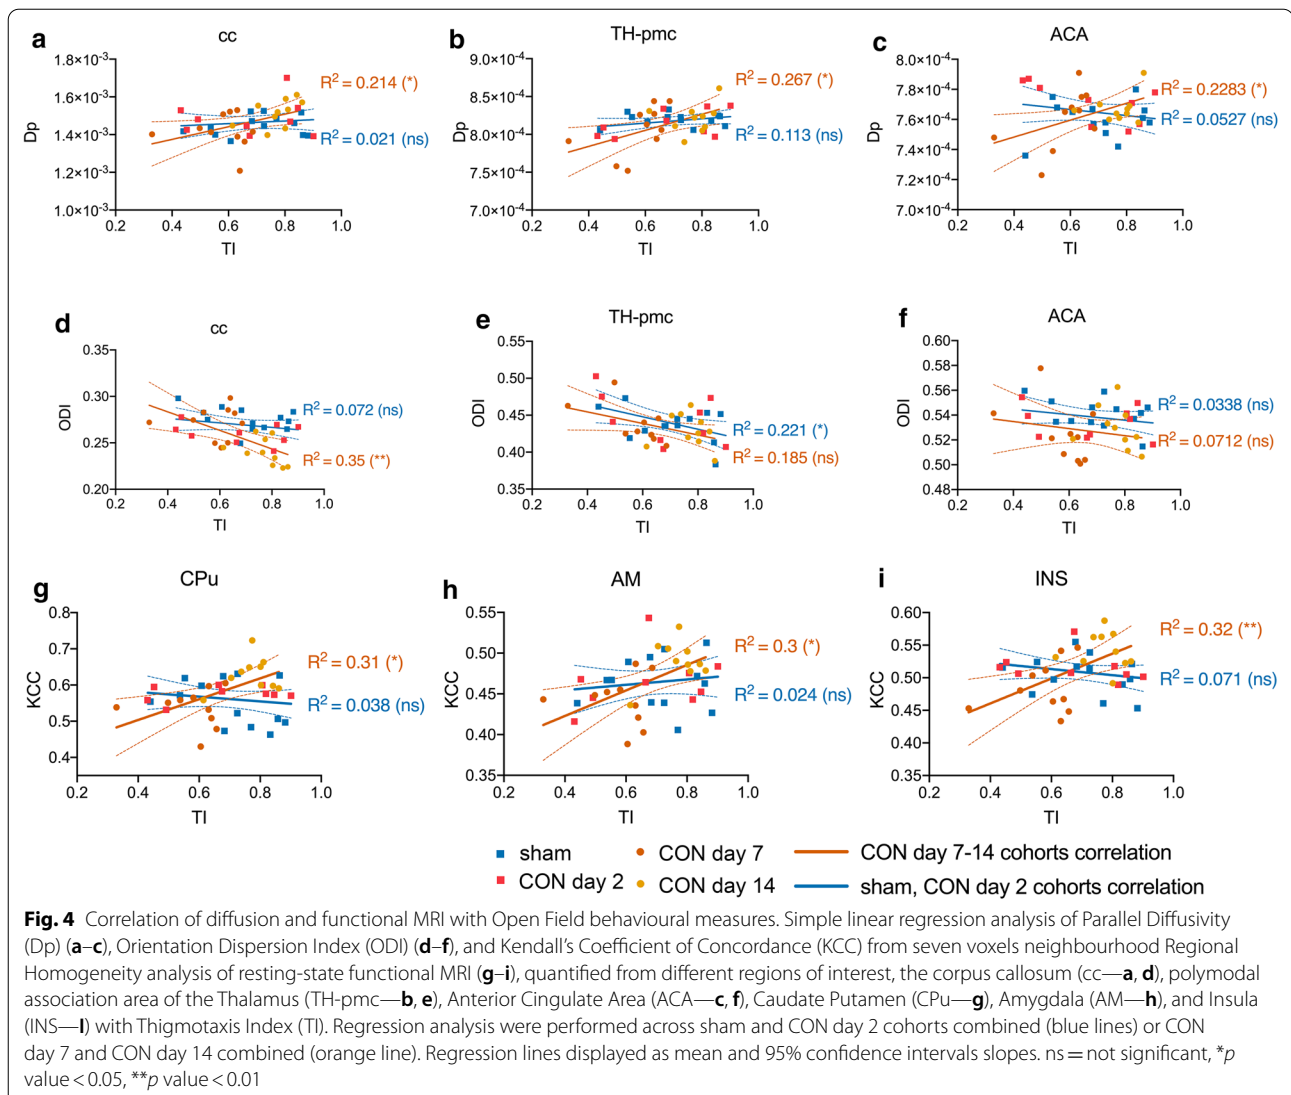 a
cc
1.8×10⁻³
1.6×10⁻³
1.4×10⁻³
1.2×10⁻³
1.0×10⁻³
Dp
0.2 0.4 0.6 0.8 1.0
TI
R² = 0.214 (*)
R² = 0.021 (ns)
b
TH-pmc
9.0×10⁻⁴
8.5×10⁻⁴
8.0×10⁻⁴
7.5×10⁻⁴
7.0×10⁻⁴
Dp
0.2 0.4 0.6 0.8 1.0
TI
R² = 0.267 (*)
R² = 0.113 (ns)
c
ACA
8.0×10⁻⁴
7.8×10⁻⁴
7.6×10⁻⁴
7.4×10⁻⁴
7.2×10⁻⁴
7.0×10⁻⁴
Dp
0.2 0.4 0.6 0.8 1.0
TI
R² = 0.2283 (*)
R² = 0.0527 (ns)
d
cc
0.35
0.30
0.25
0.20
ODI
0.2 0.4 0.6 0.8 1.0
TI
R² = 0.072 (ns)
R² = 0.35 (**)
e
TH-pmc
0.55
0.50
0.45
0.40
0.35
ODI
0.2 0.4 0.6 0.8 1.0
TI
R² = 0.221 (*)
R² = 0.185 (ns)
f
ACA
0.60
0.58
0.56
0.54
0.52
0.50
0.48
ODI
0.2 0.4 0.6 0.8 1.0
TI
R² = 0.0338 (ns)
R² = 0.0712 (ns)
g
CPu
0.8
0.7
0.6
0.5
0.4
KCC
0.2 0.4 0.6 0.8 1.0
TI
R² = 0.31 (*)
R² = 0.038 (ns)
h
AM
0.55
0.50
0.45
0.40
0.35
KCC
0.2 0.4 0.6 0.8 1.0
TI
R² = 0.3 (*)
R² = 0.024 (ns)
i
INS
0.60
0.55
0.50
0.45
0.40
0.35
KCC
0.2 0.4 0.6 0.8 1.0
TI
R² = 0.32 (**)
R² = 0.071 (ns)
sham CON day 7 CON day 7-14 cohorts correlation
CON day 2 CON day 14 sham, CON day 2 cohorts correlation
Fig. 4 Correlation of diffusion and functional MRI with Open Field behavioural measures. Simple linear regression analysis of Parallel Diffusivity
(Dp) (a–c), Orientation Dispersion Index (ODI) (d–f), and Kendall's Coefficient of Concordance (KCC) from seven voxels neighbourhood Regional
Homogeneity analysis of resting-state functional MRI (g–i), quantified from different regions of interest, the corpus callosum (cc—a, d), polymodal
association area of the Thalamus (TH-pmc—b, e), Anterior Cingulate Area (ACA—c, f), Caudate Putamen (CPu—g), Amygdala (AM—h), and Insula
(INS—I) with Thigmotaxis Index (TI). Regression analysis were performed across sham and CON day 2 cohorts combined (blue lines) or CON
day 7 and CON day 14 combined (orange line). Regression lines displayed as mean and 95% confidence intervals slopes. ns = not significant, *p
value < 0.05, **p value < 0.01